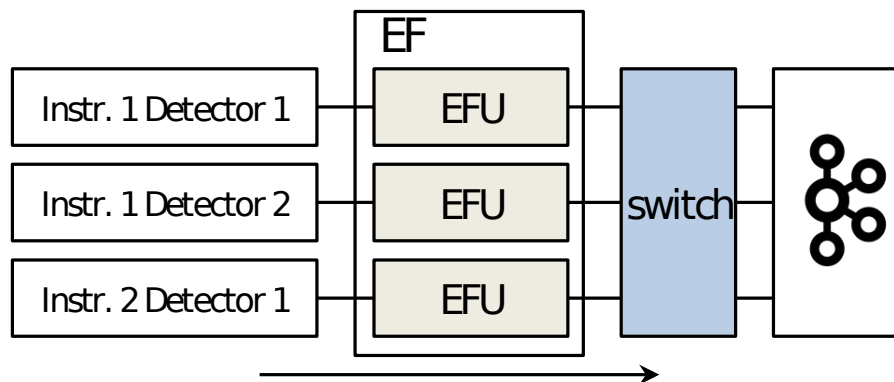 EF
Instr. 1 Detector 1
EFU
Instr. 1 Detector 2
EFU
switch
Instr. 2 Detector 1
EFU